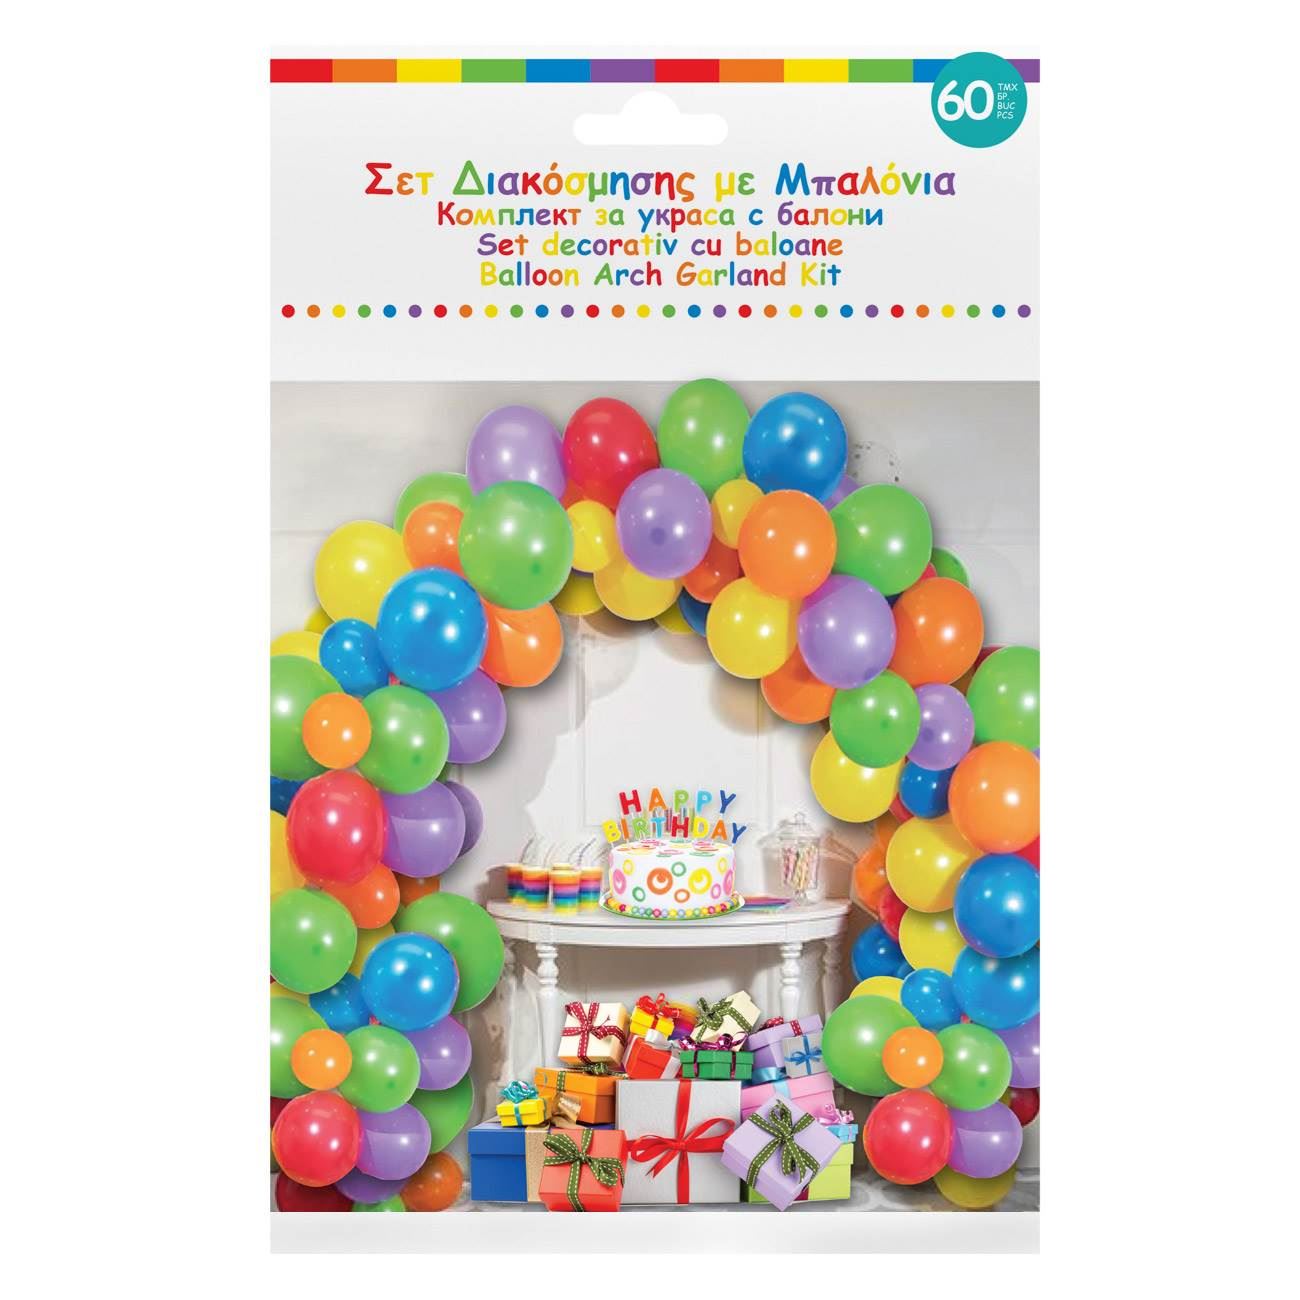 60
ΤΜΧ
БР.
BUC
PCS
Σετ Διακόσμησης με Μπαλόνια
Комплект за украса с балони
Set decorativ cu baloane
Balloon Arch Garland Kit
HAPPY
BIRTHDAY